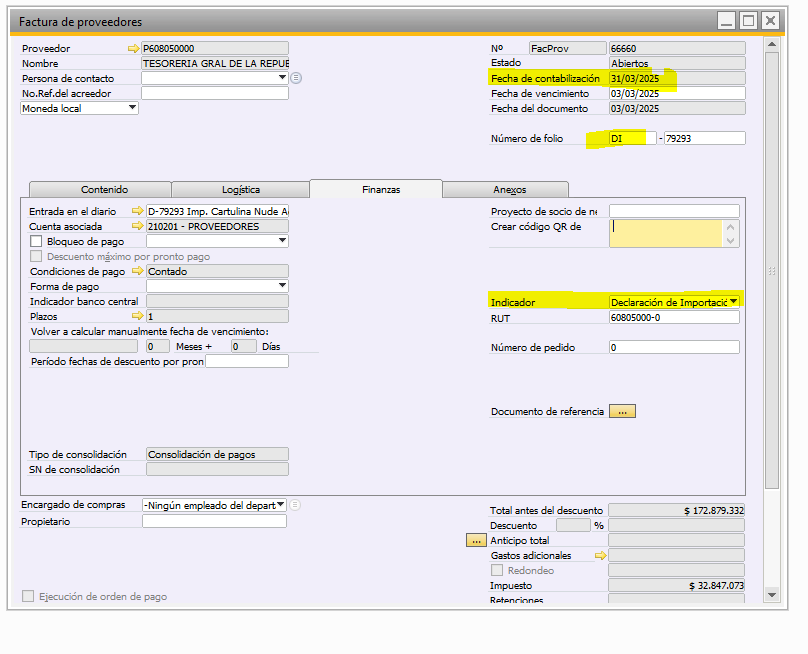 Factura de proveedores
Proveedor P608050000
Nombre TESORERIA GRAL DE LA REPUE
Persona de contacto
No.Ref.del acreedor
Moneda local
Nº FacProv 66660
Estado Abiertos
Fecha de contabilización 31/03/2025
Fecha de vencimiento 03/03/2025
Fecha del documento 03/03/2025
Número de folio DI - 79293
Contenido Logística Finanzas Anexos
Entrada en el diario D-79293 Imp. Cartulina Nude A
Cuenta asociada 210201 - PROVEEDORES
Bloqueo de pago
Descuento máximo por pronto pago
Condiciones de pago Contado
Forma de pago
Indicador banco central
Plazos 1
Volver a calcular manualmente fecha de vencimiento:
0 Meses + 0 Días
Período fechas de descuento por pron
Proyecto de socio de ne
Crear código QR de
Indicador Declaración de Importació
RUT 60805000-0
Número de pedido 0
Documento de referencia ...
Tipo de consolidación Consolidación de pagos
SN de consolidación
Encargado de compras -Ningún empleado del depart
Propietario
Total antes del descuento $ 172.879.332
Descuento %
... Anticipo total
Gastos adicionales
Redondeo
Impuesto $ 32.847.073
Retenciones
Ejecución de orden de pago